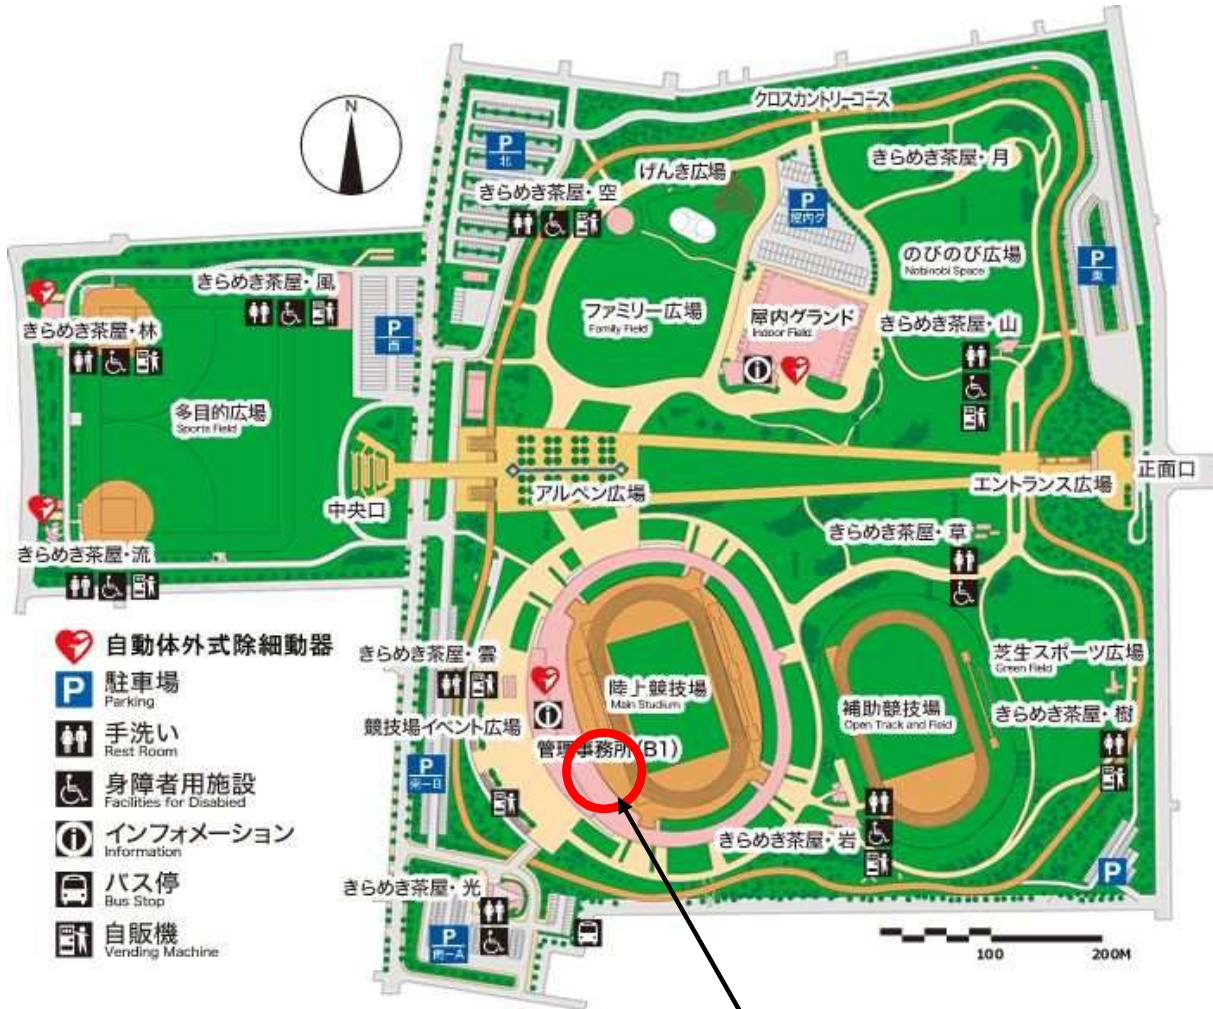 N
クロスカントリーコース
P
北
きらめき茶屋・月
げんき広場
きらめき茶屋・空
P
屋内グ
のびのび広場
Nobinobi Space
P
東
きらめき茶屋・風
きらめき茶屋・林
P
西
ファミリー広場
Family Field
屋内グランド
Indoor Field
きらめき茶屋・山
多目的広場
Sports Field
正面口
エントランス広場
アルペン広場
中央口
きらめき茶屋・草
きらめき茶屋・流
自動体外式除細動器
P
駐車場
Parking
手洗い
Rest Room
身障者用施設
Facilities for Disabled
インフォメーション
Information
バス停
Bus Stop
自販機
Vending Machine
きらめき茶屋・雲
競技場イベント広場
陸上競技場
Main Studium
管理事務所(B1)
芝生スポーツ広場
Green Field
補助競技場
Open Track and Field
きらめき茶屋・樹
P
きらめき茶屋・岩
P
きらめき茶屋・光
P
南-A
100
200M